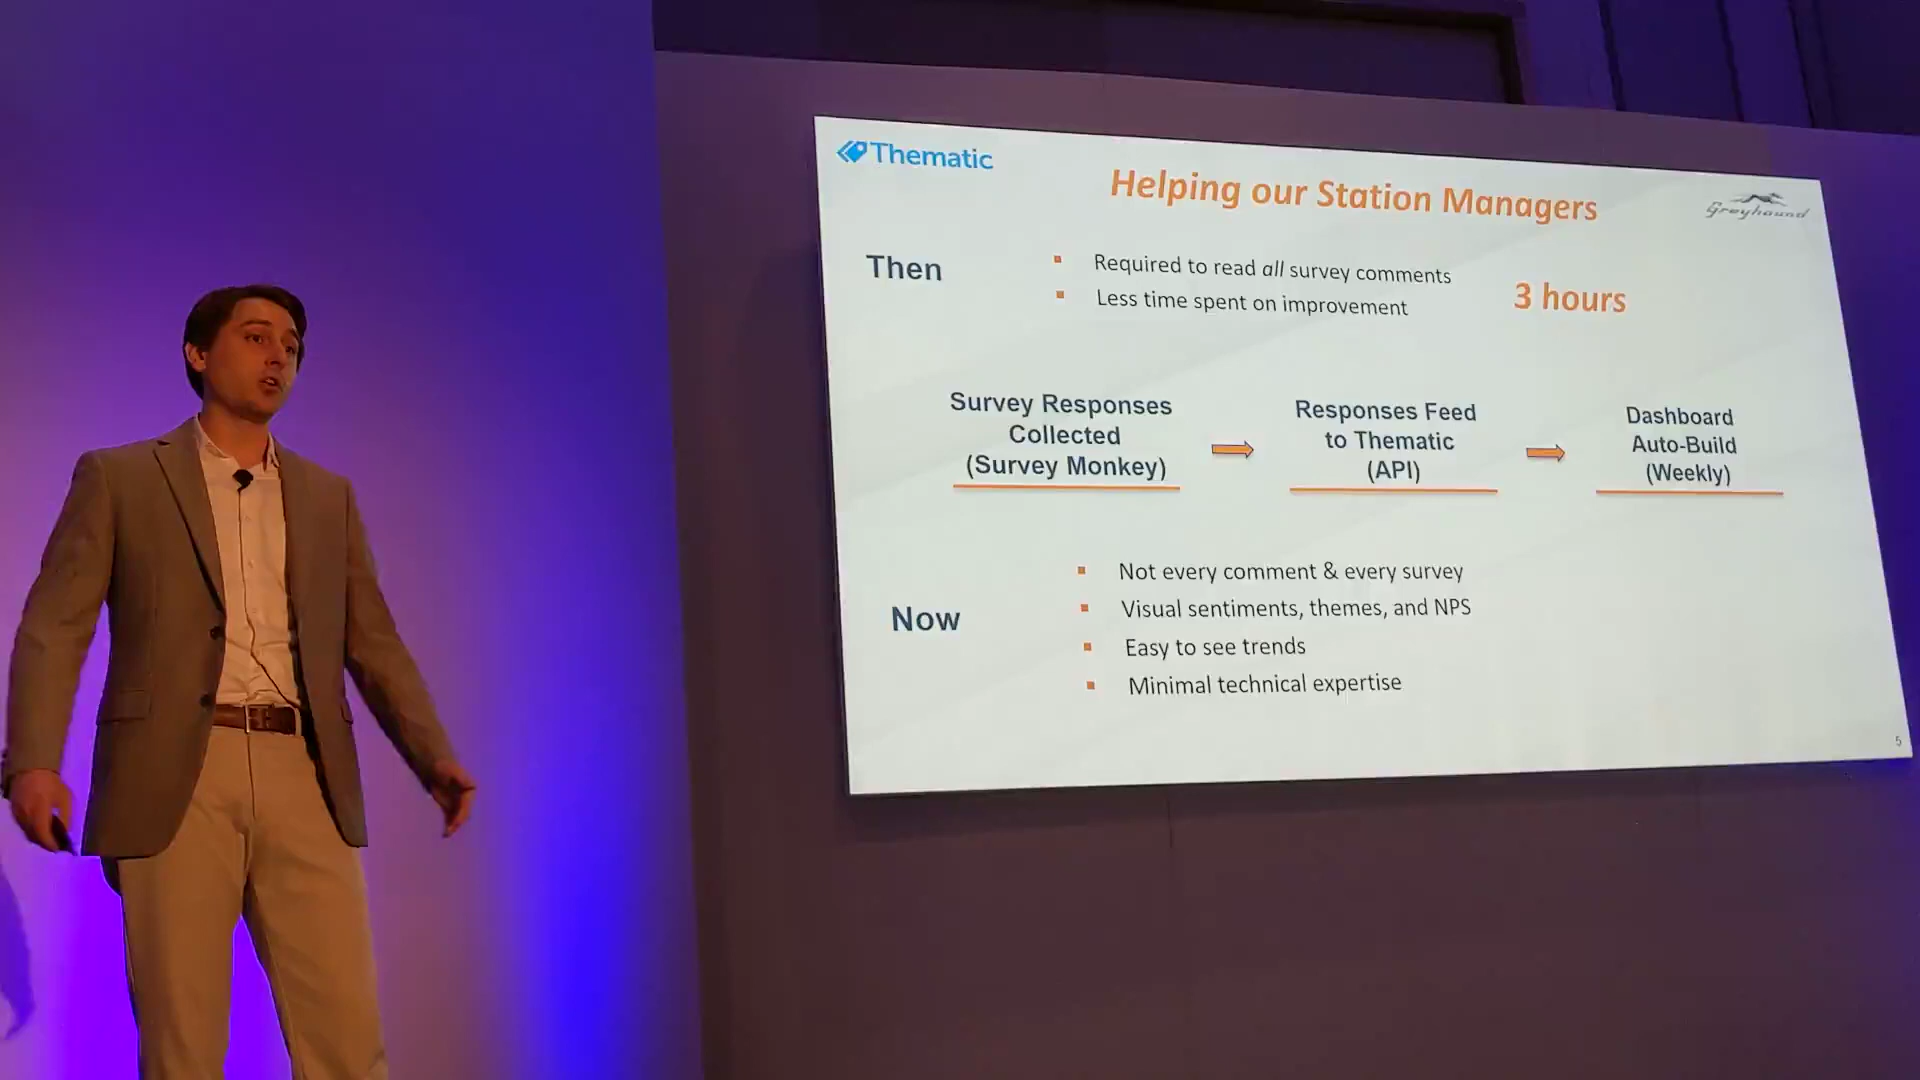 Thematic
Helping our Station Managers
Greyhound
Then
Required to read all survey comments
Less time spent on improvement
3 hours
Survey Responses
Collected
(Survey Monkey)
Responses Feed
to Thematic
(API)
Dashboard
Auto-Build
(Weekly)
Now
Not every comment & every survey
Visual sentiments, themes, and NPS
Easy to see trends
Minimal technical expertise
5